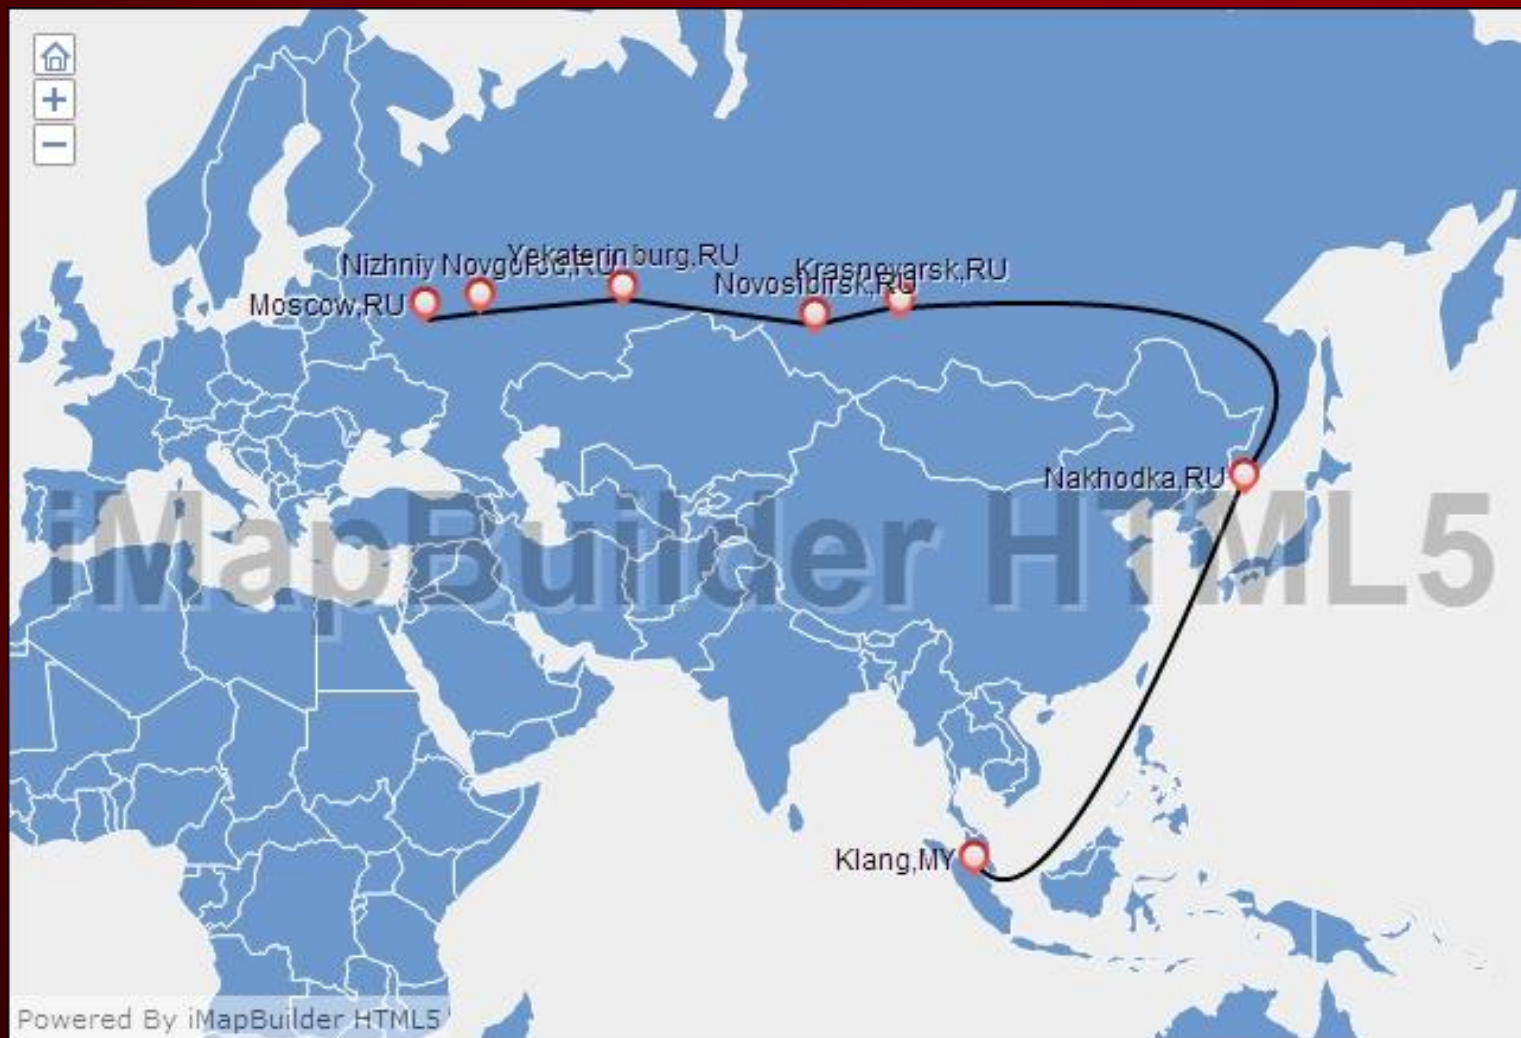 Yekaterinburg,RU
Nizhniy Novgorod,RU
Krasnoyarsk,RU
Novosibirsk,RU
Moscow,RU
Nakhodka,RU
iMapBuilder HTML5
Klang,MY
Powered By iMapBuilder HTML5